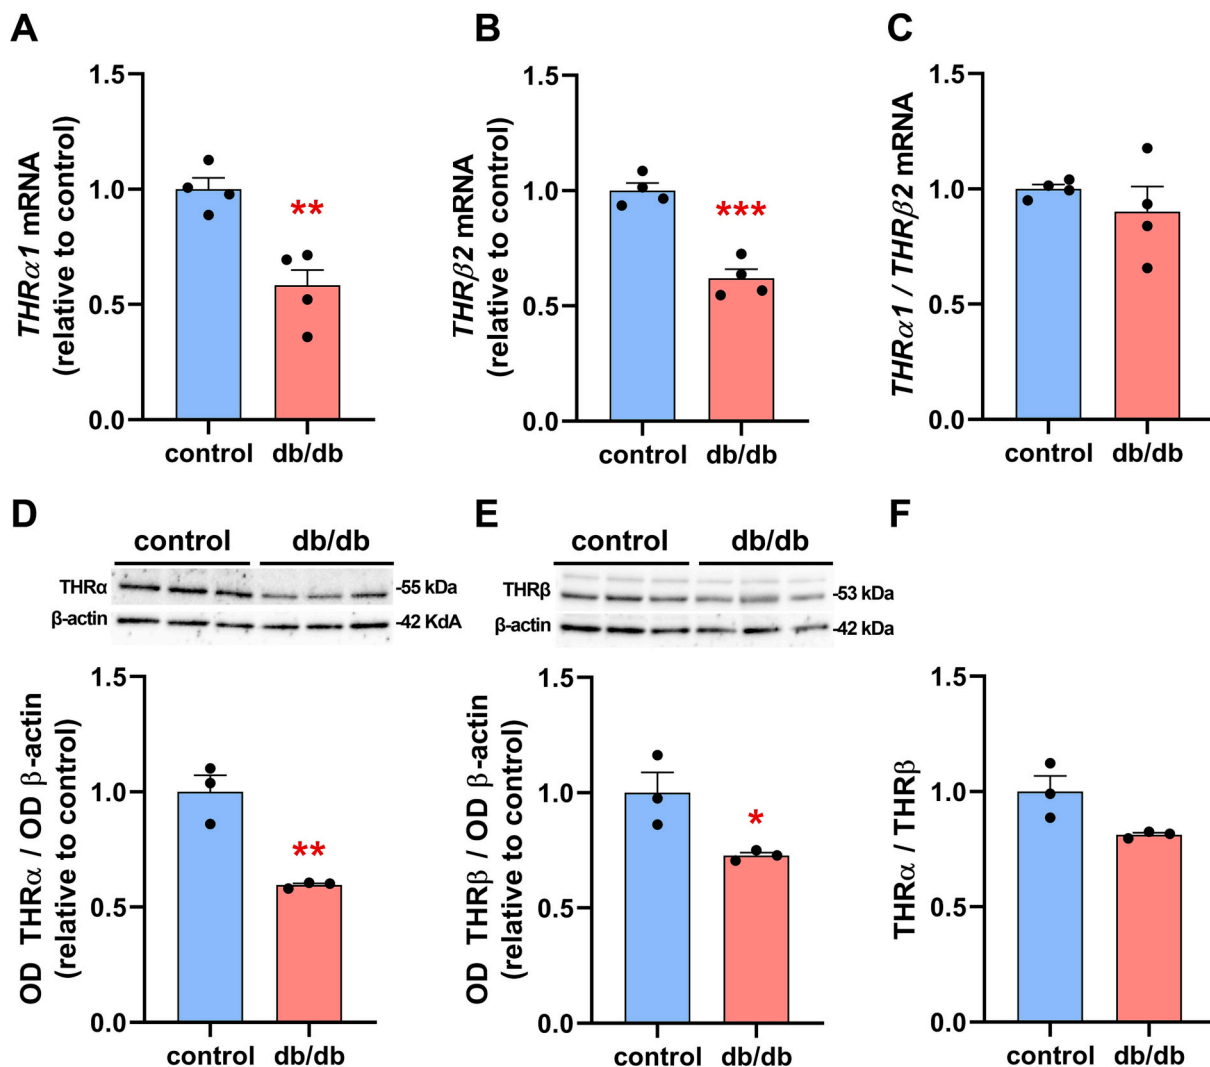 A
THRα1 mRNA
(relative to control)
1.5
1.0
0.5
0.0
**
control db/db
B
THRβ2 mRNA
(relative to control)
1.5
1.0
0.5
0.0
***
control db/db
C
THRα1 / THRβ2 mRNA
1.5
1.0
0.5
0.0
control db/db
D
control db/db
THRα -55 kDa
β-actin -42 KdA
OD THRα / OD β-actin
(relative to control)
1.5
1.0
0.5
0.0
**
control db/db
E
control db/db
THRβ -53 kDa
β-actin -42 kDa
OD THRβ / OD β-actin
(relative to control)
1.5
1.0
0.5
0.0
*
control db/db
F
THRα / THRβ
1.5
1.0
0.5
0.0
control db/db